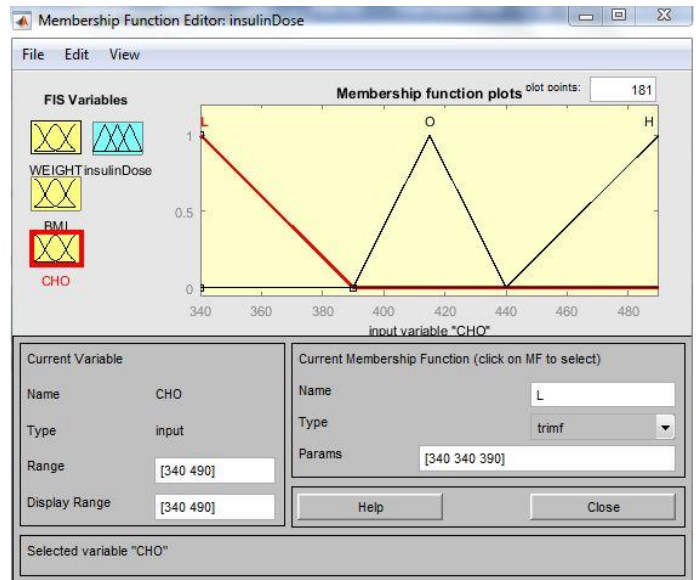 Membership Function Editor: insulinDose
File Edit View
FIS Variables
Membership function plots
plot points:
181
WEIGHT
insulinDose
BMI
CHO
L
O
H
1
0.5
0
340 360 380 400 420 440 460 480
input variable "CHO"
Current Variable
Name CHO
Type input
Range [340 490]
Display Range [340 490]
Current Membership Function (click on MF to select)
Name L
Type trimf
Params [340 340 390]
Help Close
Selected variable "CHO"